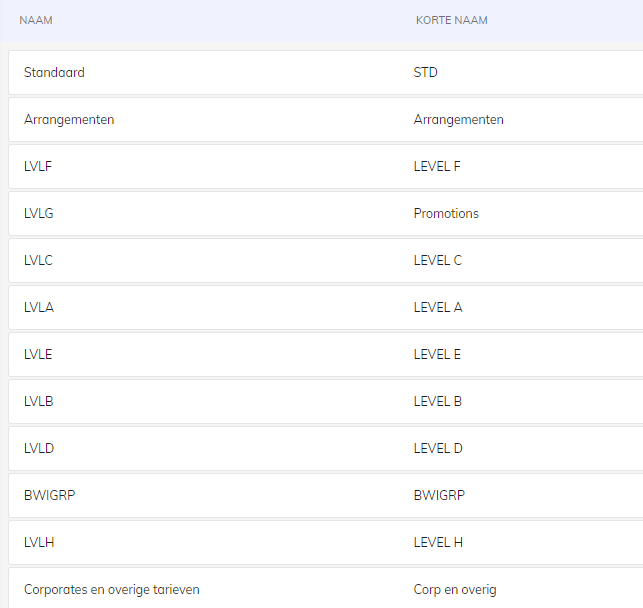 NAAM KORTE NAAM
Standaard STD
Arrangementen Arrangementen
LVLF LEVEL F
LVLG Promotions
LVLC LEVEL C
LVLA LEVEL A
LVLE LEVEL E
LVLB LEVEL B
LVLD LEVEL D
BWIGRP BWIGRP
LVLH LEVEL H
Corporates en overige tarieven Corp en overig